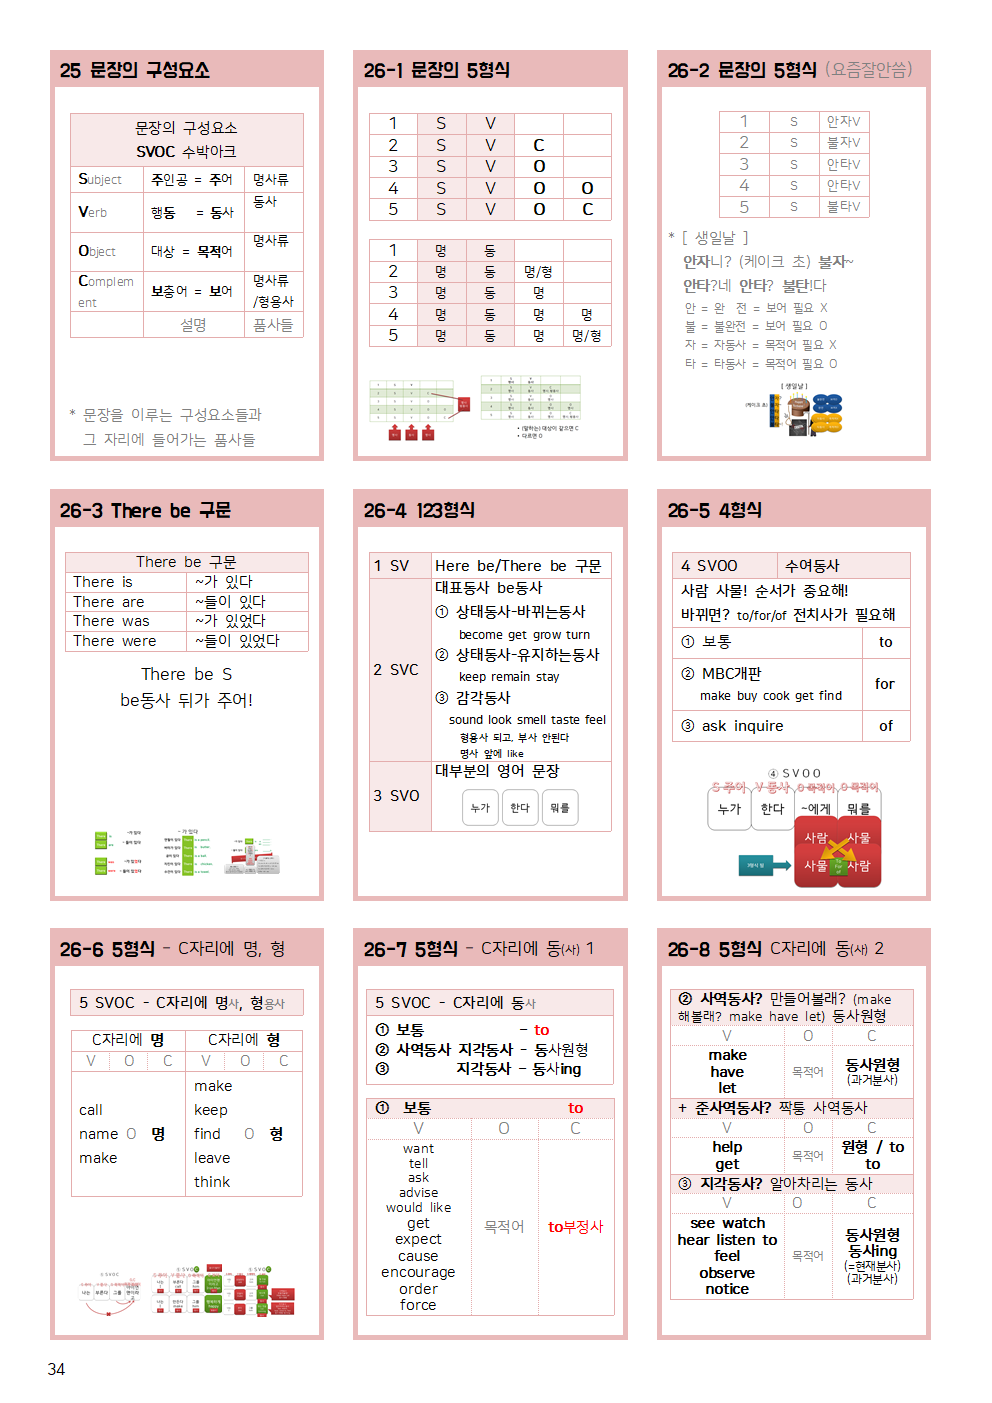 25 문장의 구성요소
문장의 구성요소
SVOC 수박아크
Subject 주인공 = 주어 명사류
Verb 행동 = 동사 동사
Object 대상 = 목적어 명사류
Complement 보충어 = 보어 명사류/형용사
설명 품사들
* 문장을 이루는 구성요소들과
그 자리에 들어가는 품사들
26-1 문장의 5형식
1 S V
2 S V C
3 S V O
4 S V O O
5 S V O C
1 명 동
2 명 동 명/형
3 명 동 명
4 명 동 명 명
5 명 동 명 명/형
• (말하는) 대상이 같으면 C
• 다르면 O
26-2 문장의 5형식 (요즘잘안씀)
1 S 안자V
2 S 불자V
3 S 안타V
4 S 안타V
5 S 불타V
* [ 생일날 ]
안자니? (케이크 초) 불자~
안타?네 안타? 불탄!다
안 = 완 전 = 보어 필요 X
불 = 불완전 = 보어 필요 O
자 = 자동사 = 목적어 필요 X
타 = 타동사 = 목적어 필요 O
[ 생일날 ]
(케이크 초)
26-3 There be 구문
There be 구문
There is ~가 있다
There are ~들이 있다
There was ~가 있었다
There were ~들이 있었다
There be S
be동사 뒤가 주어!
~가 있다
26-4 123형식
1 SV Here be/There be 구문
2 SVC 대표동사 be동사
① 상태동사-바뀌는동사
become get grow turn
② 상태동사-유지하는동사
keep remain stay
③ 감각동사
sound look smell taste feel
형용사 되고, 부사 안된다
명사 앞에 like
3 SVO 대부분의 영어 문장
누가 한다 뭐를
26-5 4형식
4 SVOO 수여동사
사람 사물! 순서가 중요해!
바뀌면? to/for/of 전치사가 필요해
① 보통 to
② MBC개판 for
make buy cook get find
③ ask inquire of
④ S V O O
S 주어 V 동사 O 목적어 O 목적어
누가 한다 ~에게 뭐를
사람 사물
사물 사람
26-6 5형식 - C자리에 명, 형
5 SVOC - C자리에 명사, 형용사
C자리에 명 C자리에 형
V O C V O C
call
name O 명
make
make
keep
find O 형
leave
think
26-7 5형식 - C자리에 동(사) 1
5 SVOC - C자리에 동사
① 보통 - to
② 사역동사 지각동사 - 동사원형
③ 지각동사 - 동사ing
① 보통 to
V O C
want
tell
ask
advise
would like
get
expect
cause
encourage
order
force
목적어
to부정사
26-8 5형식 C자리에 동(사) 2
② 사역동사? 만들어볼래? (make
해볼래? make have let) 동사원형
V O C
make
have
let
목적어
동사원형
(과거분사)
+ 준사역동사? 짝퉁 사역동사
V O C
help
get
목적어
원형 / to
to
③ 지각동사? 알아차리는 동사
V O C
see watch
hear listen to
feel
observe
notice
목적어
동사원형
동사ing
(=현재분사)
(과거분사)
34